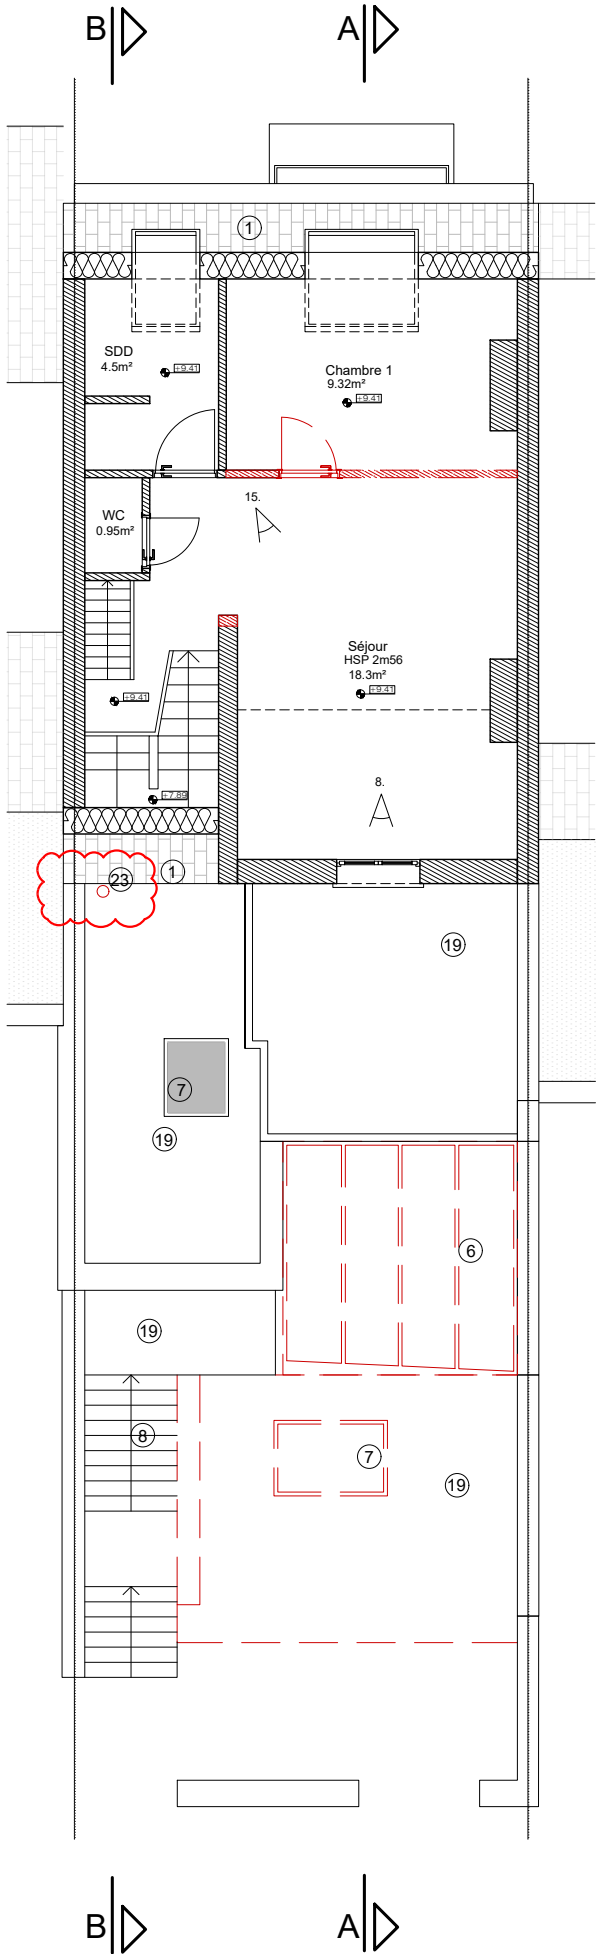 B
A
1
SDD
4.5m²
+9.41
Chambre 1
9.32m²
+9.41
15.
WC
0.95m²
Séjour
HSP 2m56
18.3m²
+9.41
+9.41
8.
+7.89
1
23
19
7
19
6
19
8
7
19
B
A